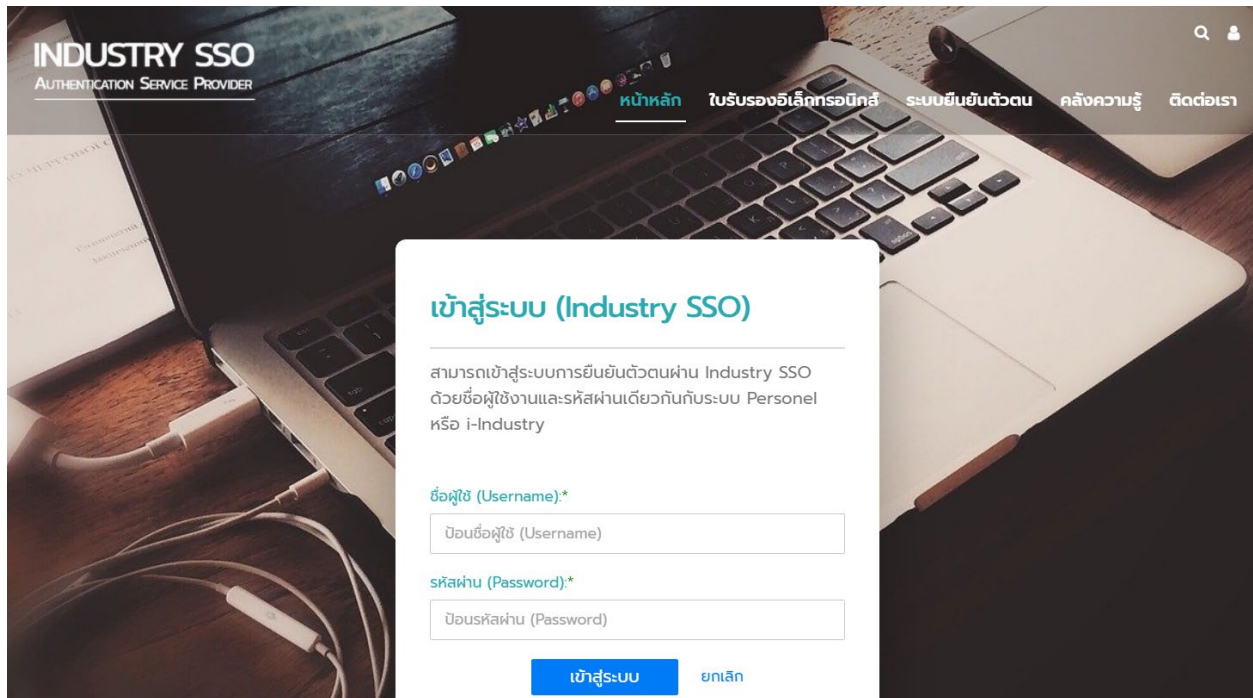 INDUSTRY SSO
AUTHENTICATION SERVICE PROVIDER
หน้าหลัก ใบรับรองอิเล็กทรอนิกส์ ระบบยืนยันตัวตน คลังความรู้ ติดต่อเรา
เข้าสู่ระบบ (Industry SSO)
สามารถเข้าสู่ระบบการยืนยันตัวตนผ่าน Industry SSO
ด้วยชื่อผู้ใช้งานและรหัสผ่านเดียวกันกับระบบ Personel
หรือ i-Industry
ชื่อผู้ใช้ (Username):*
ป้อนชื่อผู้ใช้ (Username)
รหัสผ่าน (Password):*
ป้อนรหัสผ่าน (Password)
เข้าสู่ระบบ ยกเลิก